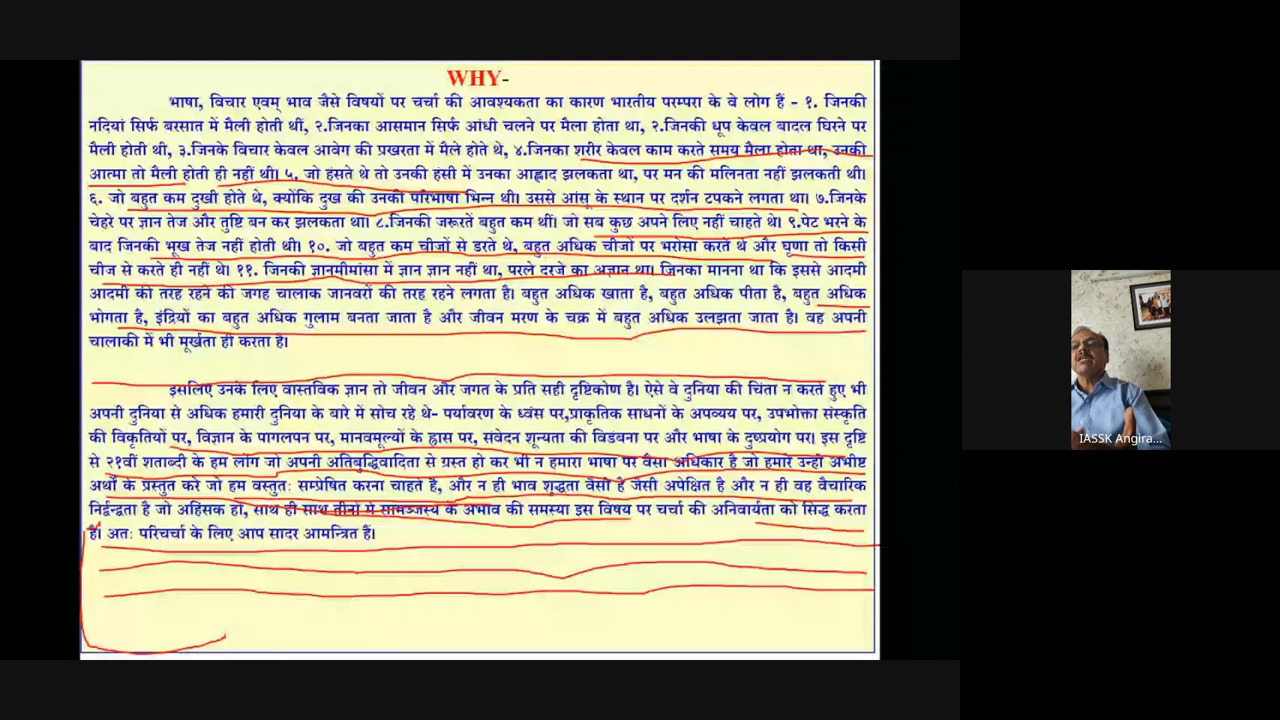 WHY-
भाषा, विचार एवम् भाव जैसे विषयों पर चर्चा की आवश्यकता का कारण भारतीय परम्परा के वे लोग हैं - १. जिनकी
नदियां सिर्फ बरसात में मैली होती थीं, २.जिनका आसमान सिर्फ आंधी चलने पर मैला होता था, २.जिनकी धूप केवल बादल घिरने पर
मैली होती थी, ३.जिनके विचार केवल आवेग की प्रखरता में मैले होते थे, ४.जिनका शरीर केवल काम करते समय मैला होता था, उनकी
आत्मा तो मैली होती ही नहीं थी। ५. जो हंसते थे तो उनकी हंसी में उनका आह्लाद झलकता था, पर मन की मलिनता नहीं झलकती थी।
६. जो बहुत कम दुखी होते थे, क्योंकि दुख की उनकी परिभाषा भिन्न थी। उससे आंसू के स्थान पर दर्शन टपकने लगता था। ७.जिनके
चेहरे पर ज्ञान तेज और तुष्टि बन कर झलकता था। ८.जिनकी जरूरतें बहुत कम थीं। जो सब कुछ अपने लिए नहीं चाहते थे। ९.पेट भरने के
बाद जिनकी भूख तेज नहीं होती थी। १०. जो बहुत कम चीजों से डरते थे, बहुत अधिक चीजों पर भरोसा करते थे और घृणा तो किसी
चीज से करते ही नहीं थे। ११. जिनकी ज्ञानमीमांसा में ज्ञान ज्ञान नहीं था, परले दरजे का अज्ञान था। जिनका मानना था कि इससे आदमी
आदमी की तरह रहने की जगह चालाक जानवरों की तरह रहने लगता है। बहुत अधिक खाता है, बहुत अधिक पीता है, बहुत अधिक
भोगता है, इंद्रियों का बहुत अधिक गुलाम बनता जाता है और जीवन मरण के चक्र में बहुत अधिक उलझता जाता है। वह अपनी
चालाकी में भी मूर्खता ही करता है।
इसलिए उनके लिए वास्तविक ज्ञान तो जीवन और जगत के प्रति सही दृष्टिकोण है। ऐसे वे दुनिया की चिंता न करते हुए भी
अपनी दुनिया से अधिक हमारी दुनिया के बारे में सोच रहे थे- पर्यावरण के ध्वंस पर,प्राकृतिक साधनों के अपव्यय पर, उपभोक्ता संस्कृति
की विकृतियों पर, विज्ञान के पागलपन पर, मानवमूल्यों के ह्रास पर, संवेदन शून्यता की विडंबना पर और भाषा के दुष्प्रयोग पर। इस दृष्टि
से २१वीं शताब्दी के हम लोग जो अपनी अतिबुद्धिवादिता से ग्रस्त हो कर भी न हमारा भाषा पर वैसा अधिकार है जो हमारे उन्हीं अभीष्ट
अर्थों के प्रस्तुत करे जो हम वस्तुतः सम्प्रेषित करना चाहते है, और न ही भाव शुद्धता वैसी है जैसी अपेक्षित है और न ही वह वैचारिक
निर्द्वन्द्वता है जो अहिंसक हो, साथ ही साथ तीनों में सामञ्जस्य के अभाव की समस्या इस विषय पर चर्चा की अनिवार्यता को सिद्ध करता
है। अतः परिचर्चा के लिए आप सादर आमन्त्रित हैं।
IASSK Angira...